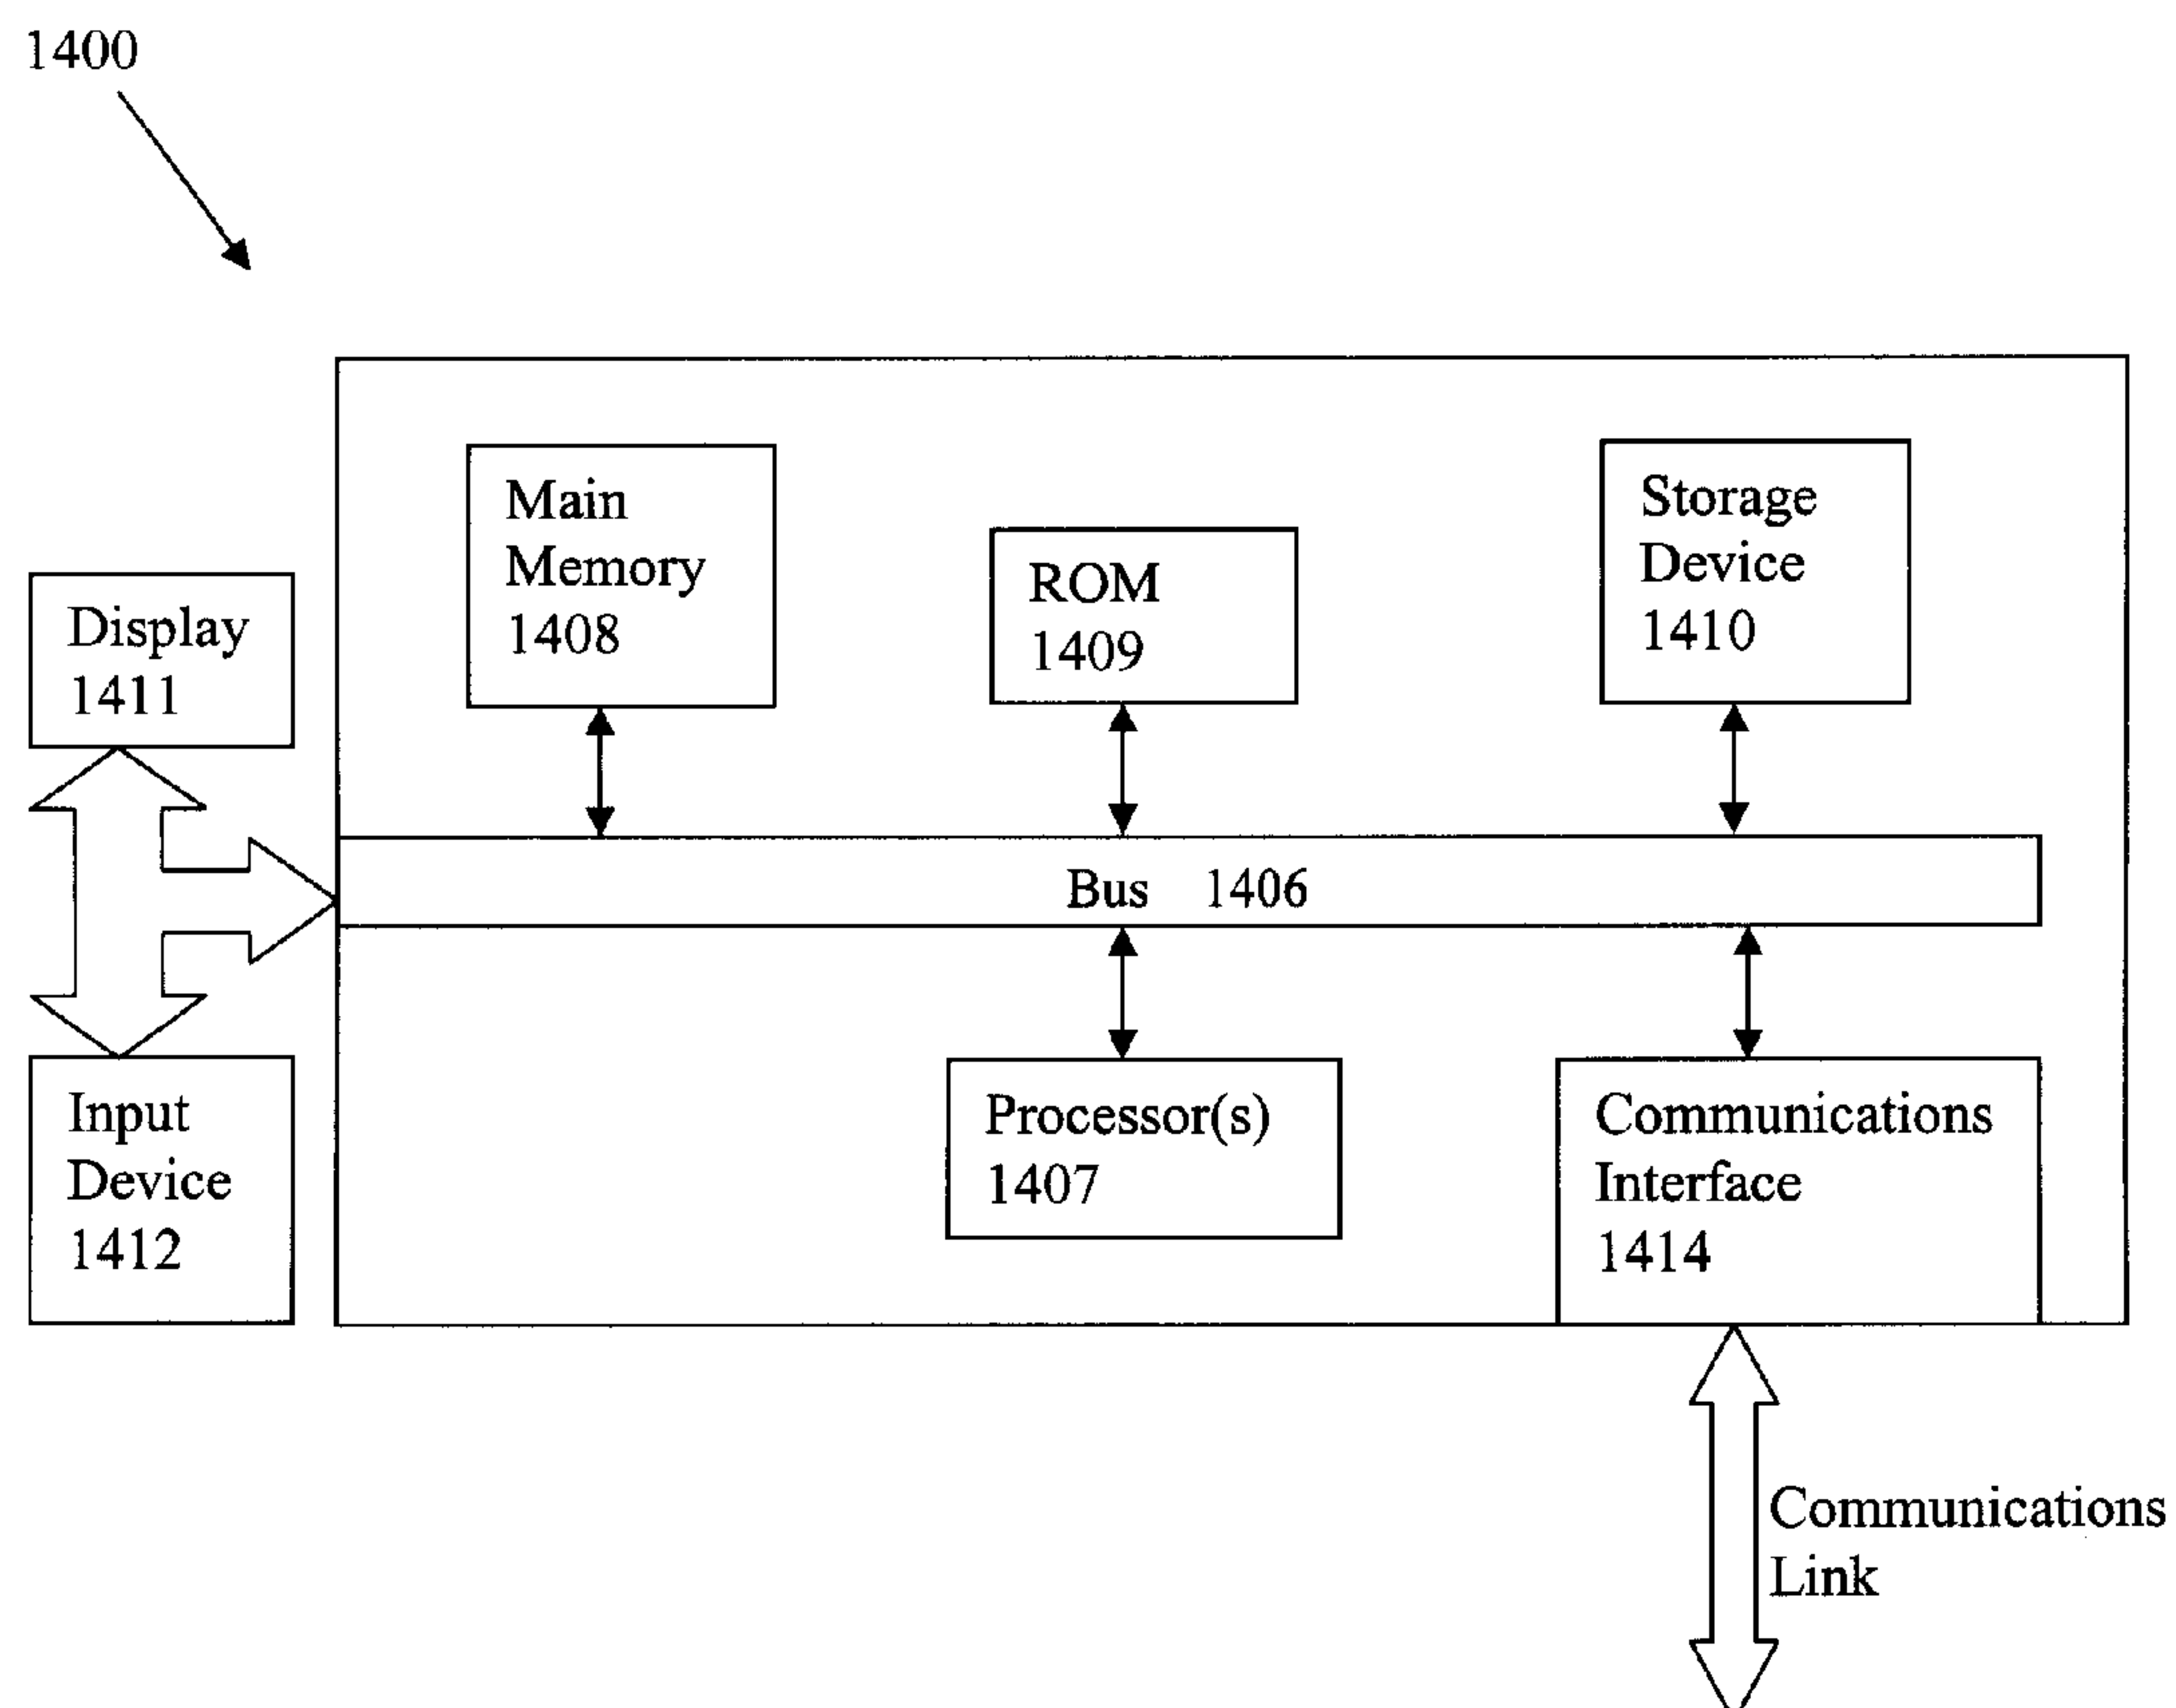 1400
Main
Memory
1408
ROM
1409
Storage
Device
1410
Display
1411
Bus 1406
Input
Device
1412
Processor(s)
1407
Communications
Interface
1414
Communications
Link